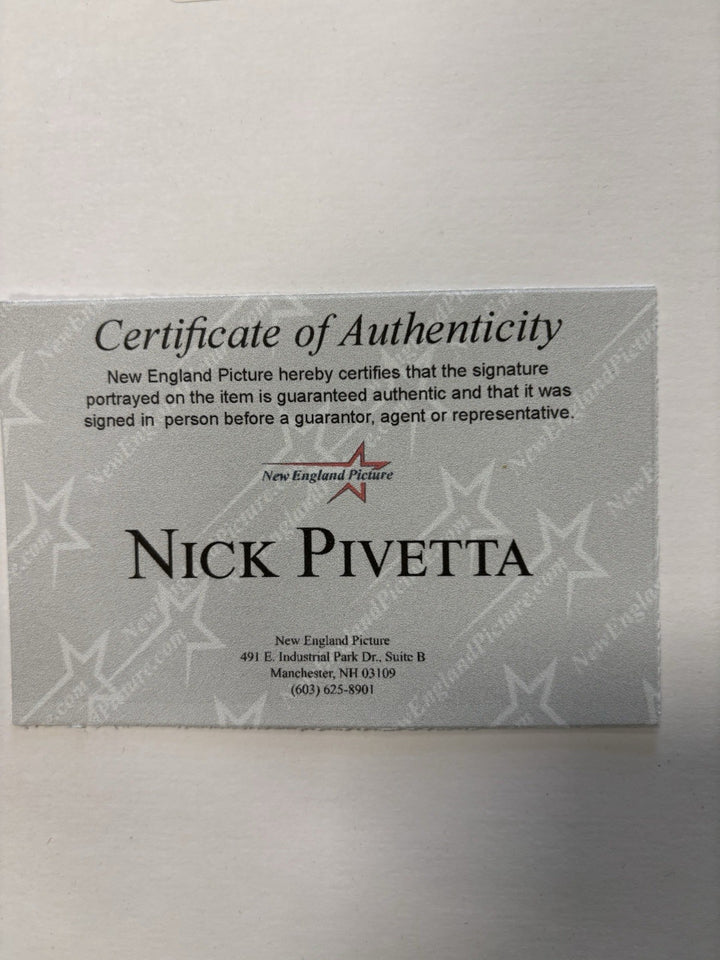 Certificate of Authenticity
New England Picture hereby certifies that the signature
portrayed on the item is guaranteed authentic and that it was
signed in person before a guarantor, agent or representative.
New England Picture
NICK PIVETTA
New England Picture
491 E. Industrial Park Dr., Suite B
Manchester, NH 03109
(603) 625-8901